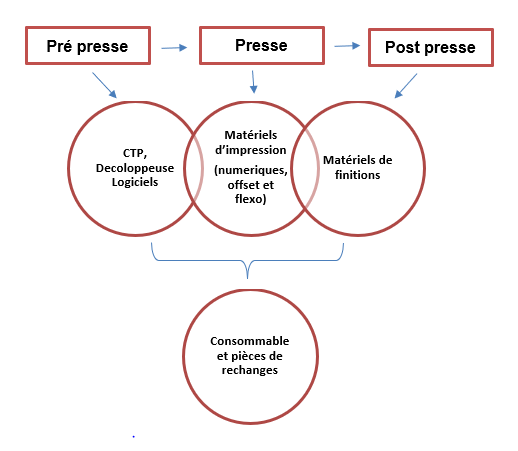 Pré presse
Presse
Post presse
CTP,
Decoloppeuse
Logiciels
Matériels
d'impression
(numeriques,
offset et
flexo)
Matériels de
finitions
Consommable
et pièces de
rechanges
.